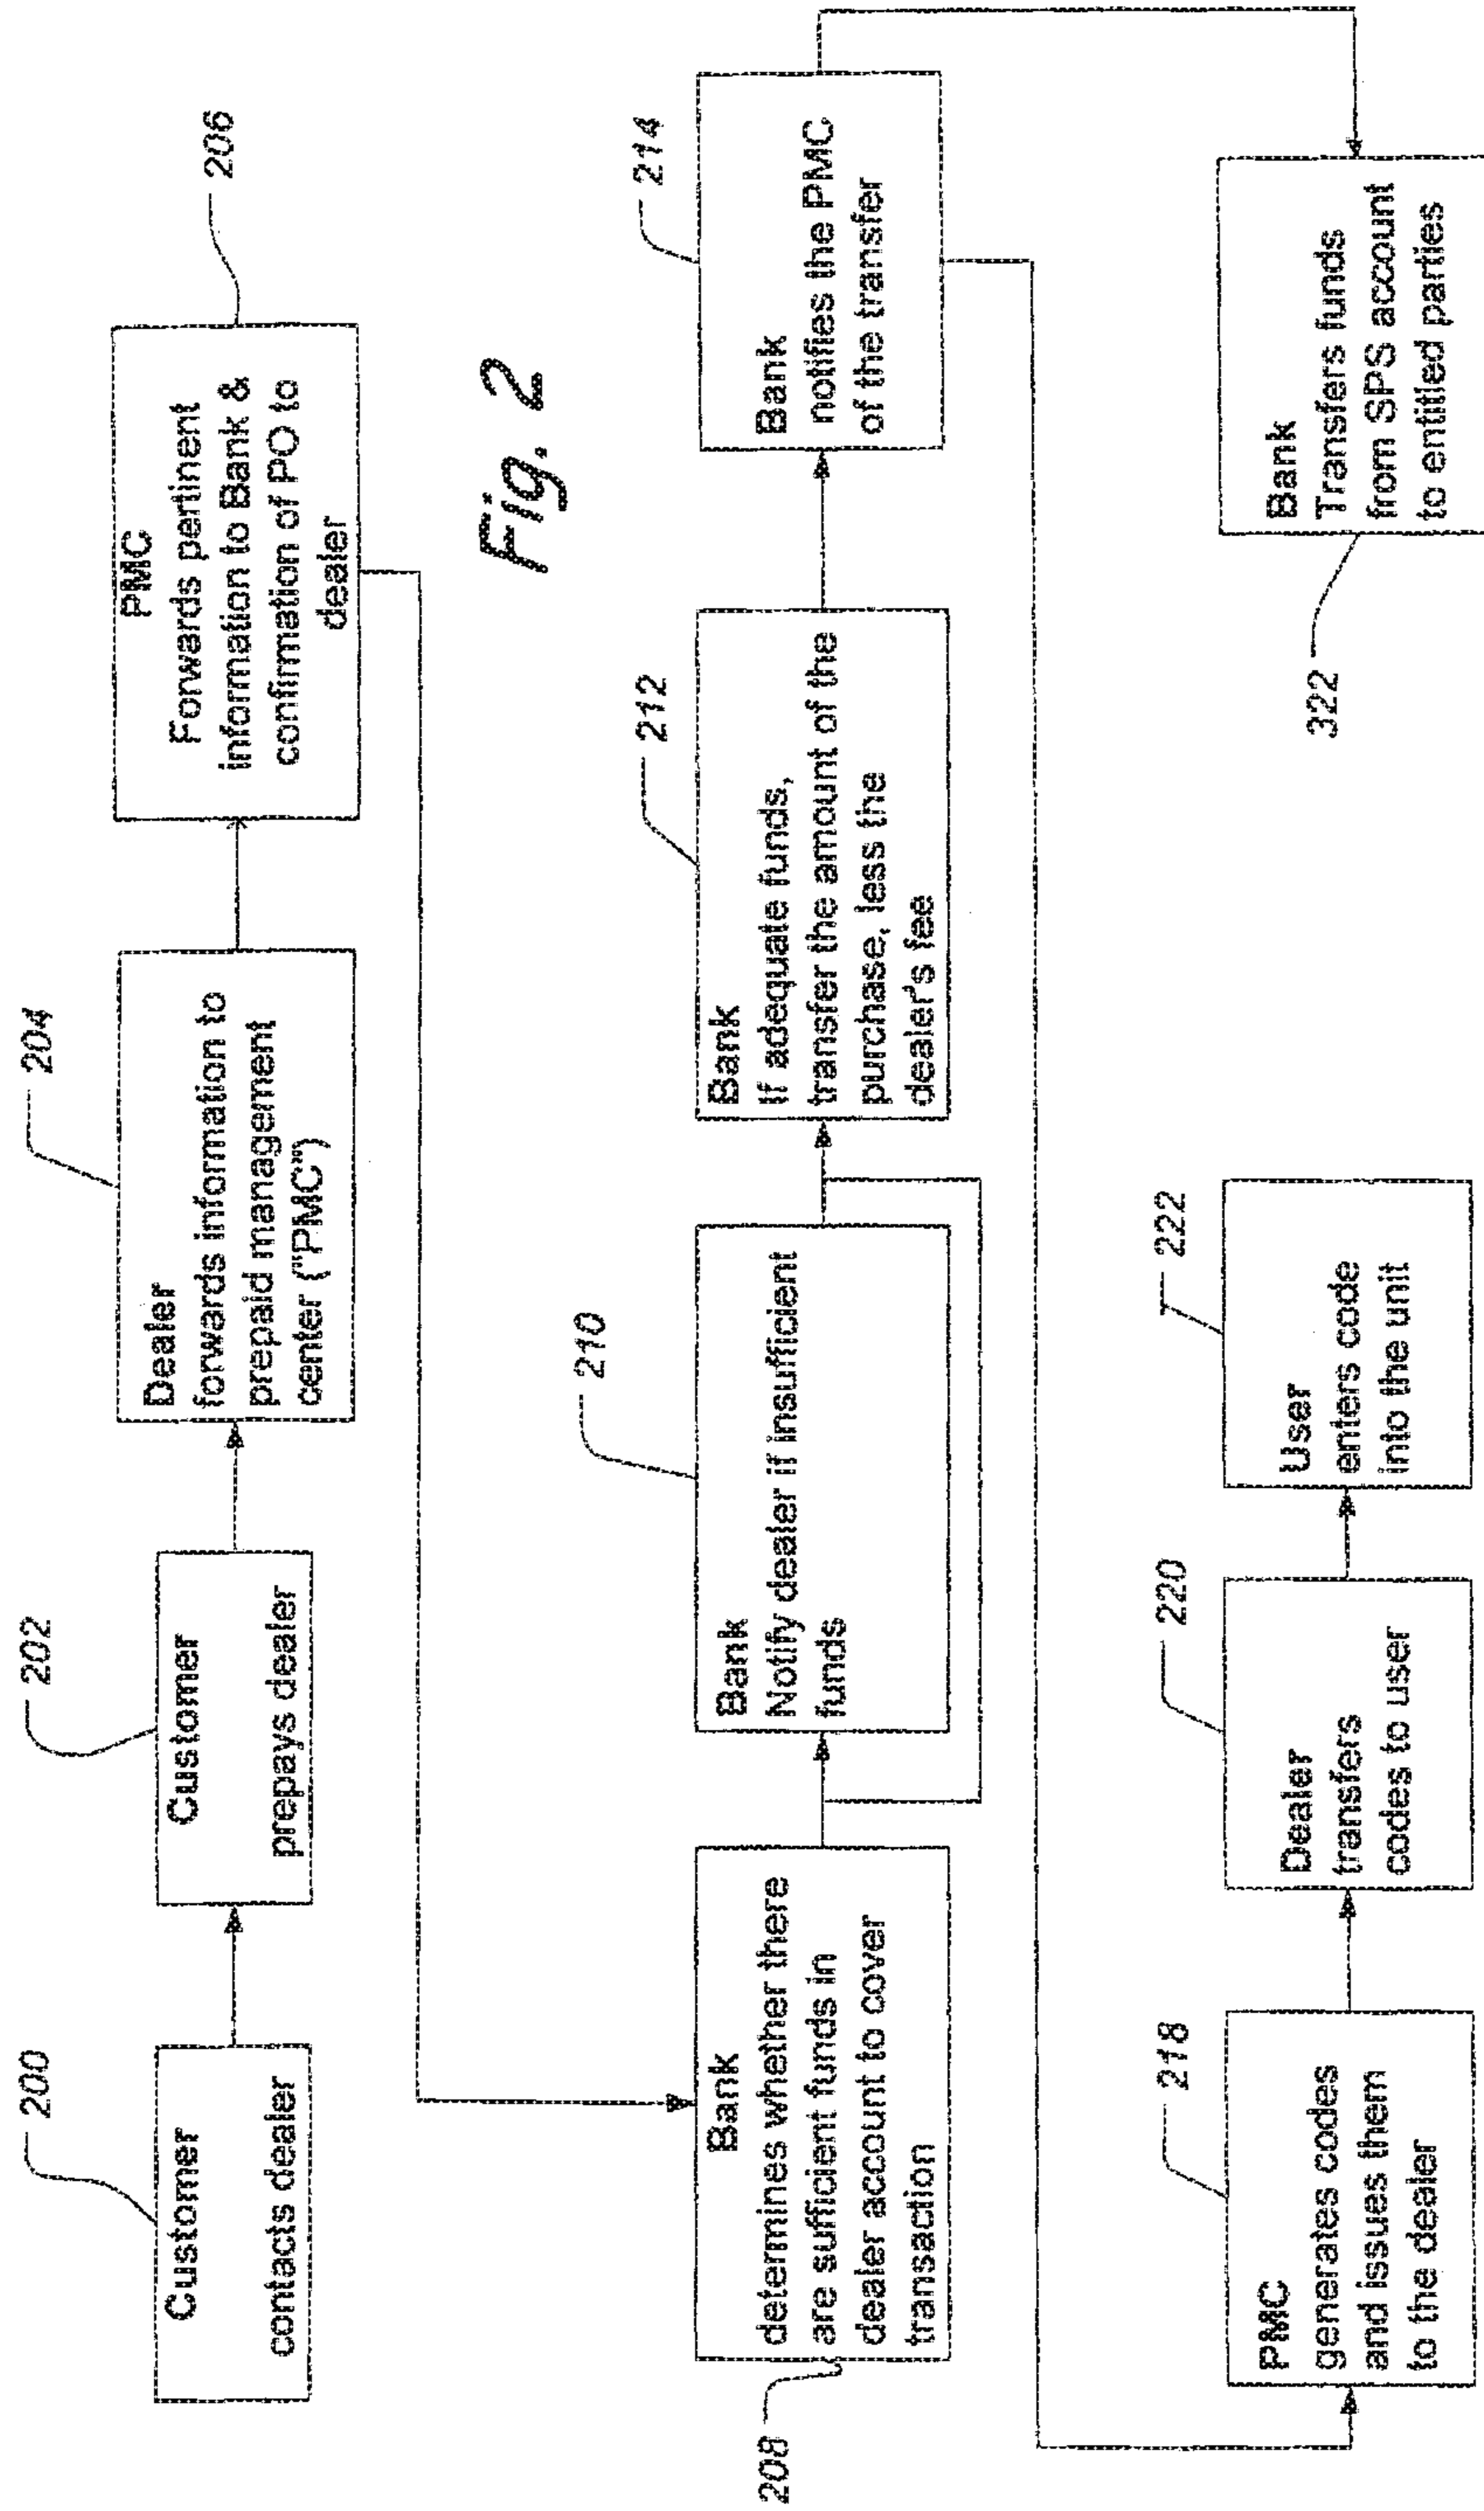 200
Customer
contacts dealer
202
Customer
prepays dealer
204
Dealer
forwards information to
prepaid management
center ("PMC")
206
PMC
Forwards pertinent
information to Bank &
confirmation of PO to
dealer
Fig. 2
208
Bank
determines whether there
are sufficient funds in
dealer account to cover
transaction
210
Bank
Notify dealer if insufficient
funds
212
Bank
If adequate funds,
transfer the amount of the
purchase, less the
dealer's fee
214
Bank
notifies the PMC
of the transfer
218
PMC
generates codes
and issues them
to the dealer
220
Dealer
transfers
codes to user
222
User
enters code
into the unit
322
Bank
Transfers funds
from SPS account
to entitled parties